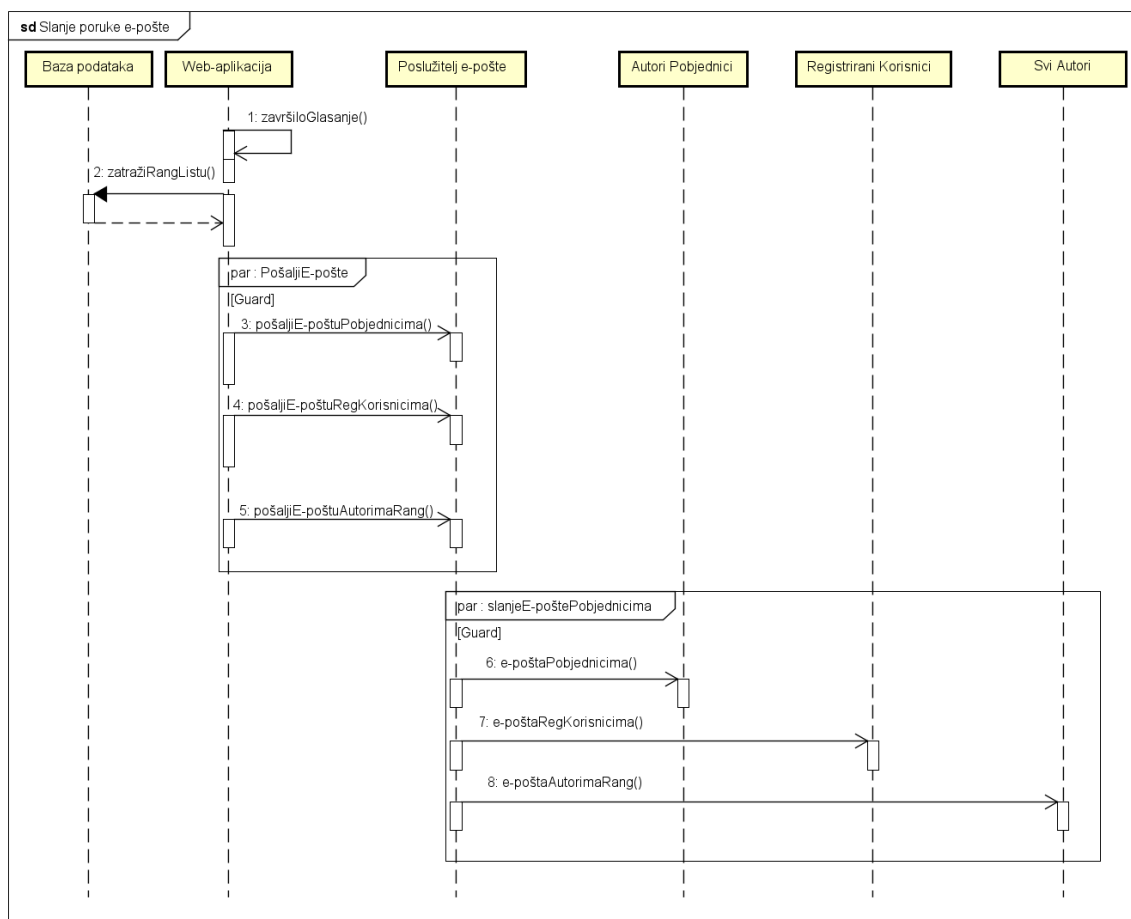 sd Slanje poruke e-pošte
Baza podataka
Web-aplikacija
Poslužitelj e-pošte
Autori Pobjednici
Registrirani Korisnici
Svi Autori
1: završiloGlasanje()
2: zatražiRangListu()
par : PošaljiE-pošte
[Guard]
3: pošaljiE-poštuPobjednicima()
4: pošaljiE-poštuRegKorisnicima()
5: pošaljiE-poštuAutorimaRang()
par : slanjeE-poštePobjednicima
[Guard]
6: e-poštaPobjednicima()
7: e-poštaRegKorisnicima()
8: e-poštaAutorimaRang()